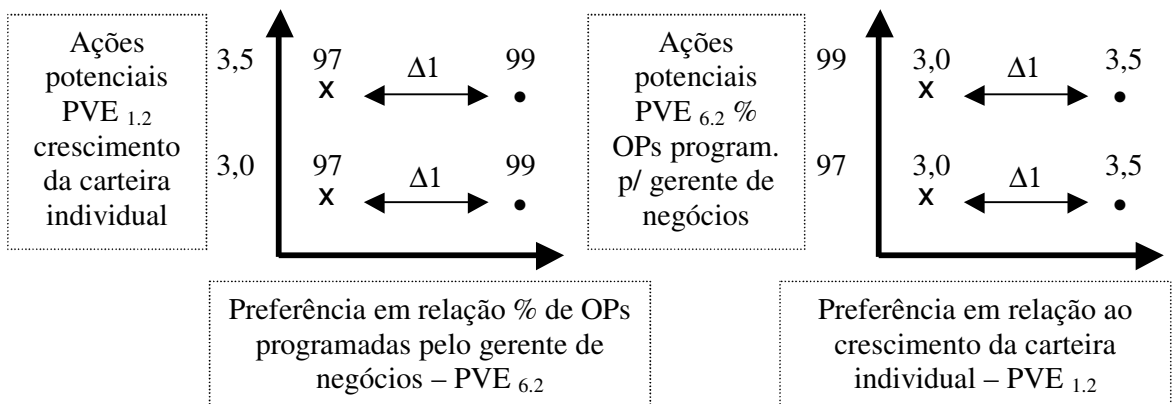 Ações
potenciais
PVE 1.2
crescimento
da carteira
individual
3,5
97
x
Δ1
99
•
3,0
97
x
Δ1
99
•
Preferência em relação % de OPs
programadas pelo gerente de
negócios – PVE 6.2
Ações
potenciais
PVE 6.2 %
OPs program.
p/ gerente de
negócios
99
3,0
x
Δ1
3,5
•
97
3,0
x
Δ1
3,5
•
Preferência em relação ao
crescimento da carteira
individual – PVE 1.2